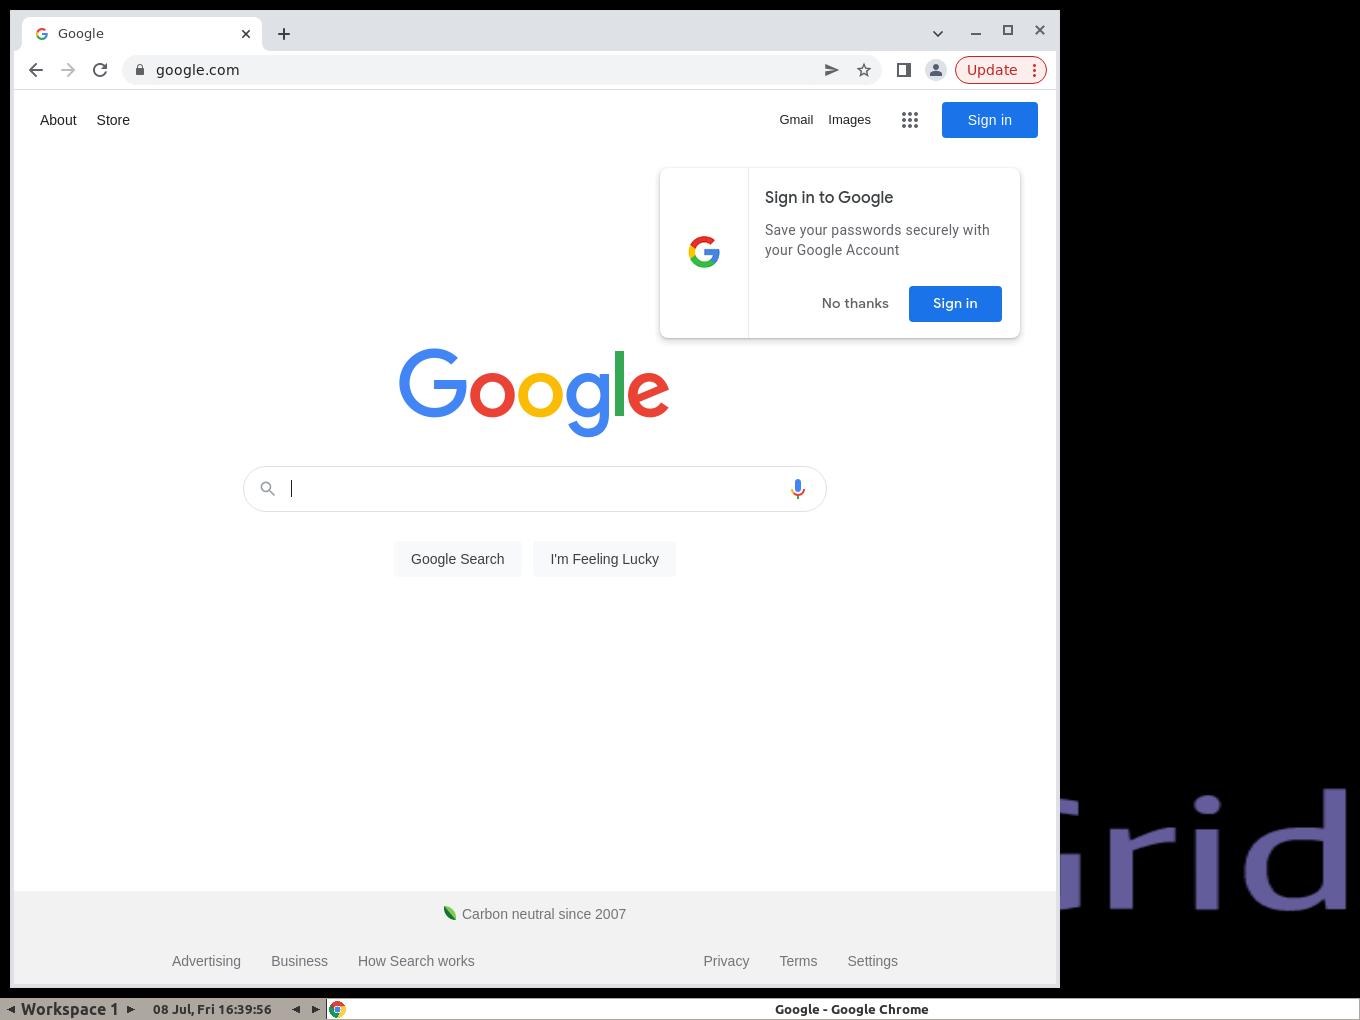 Google
google.com
Update
About Store
Gmail Images
Sign in
Sign in to Google
Save your passwords securely with
your Google Account
No thanks Sign in
Google
Google Search I'm Feeling Lucky
Carbon neutral since 2007
Advertising Business How Search works
Privacy Terms Settings
Grid
Workspace 1 08 Jul, Fri 16:39:56 Google - Google Chrome